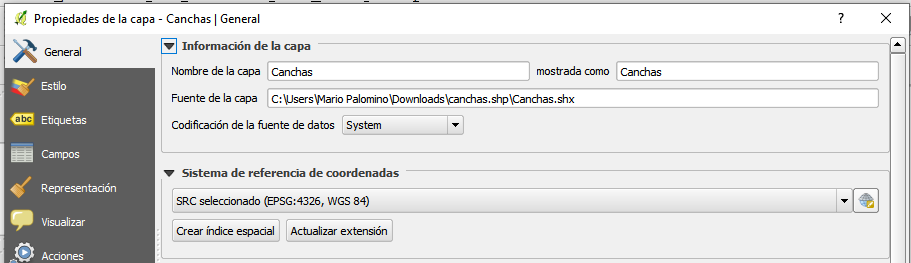 Propiedades de la capa - Canchas | General
General
Estilo
abc Etiquetas
Campos
Representación
Visualizar
Acciones
Información de la capa
Nombre de la capa Canchas mostrada como Canchas
Fuente de la capa C:\Users\Mario Palomino\Downloads\canchas.shp\Canchas.shx
Codificación de la fuente de datos System
Sistema de referencia de coordenadas
SRC seleccionado (EPSG:4326, WGS 84)
Crear índice espacial Actualizar extensión